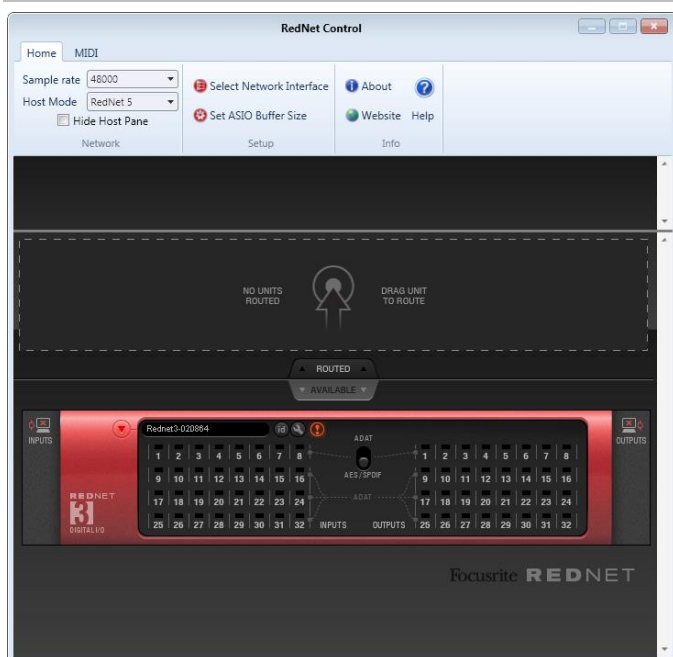 RedNet Control
Home MIDI
Sample rate 48000
Host Mode RedNet 5
Hide Host Pane
Network
Select Network Interface
Set ASIO Buffer Size
Setup
About
Website Help
Info
NO UNITS
ROUTED
DRAG UNIT
TO ROUTE
ROUTED
AVAILABLE
INPUTS
Rednet3-020864
id
ADAT
OUTPUTS
1 2 3 4 5 6 7 8 1 2 3 4 5 6 7 8
AES/SPDIF
9 10 11 12 13 14 15 16 9 10 11 12 13 14 15 16
REDNET
3
DIGITAL I/O
17 18 19 20 21 22 23 24 ADAT 17 18 19 20 21 22 23 24
25 26 27 28 29 30 31 32 INPUTS OUTPUTS 25 26 27 28 29 30 31 32
Focusrite REDNET